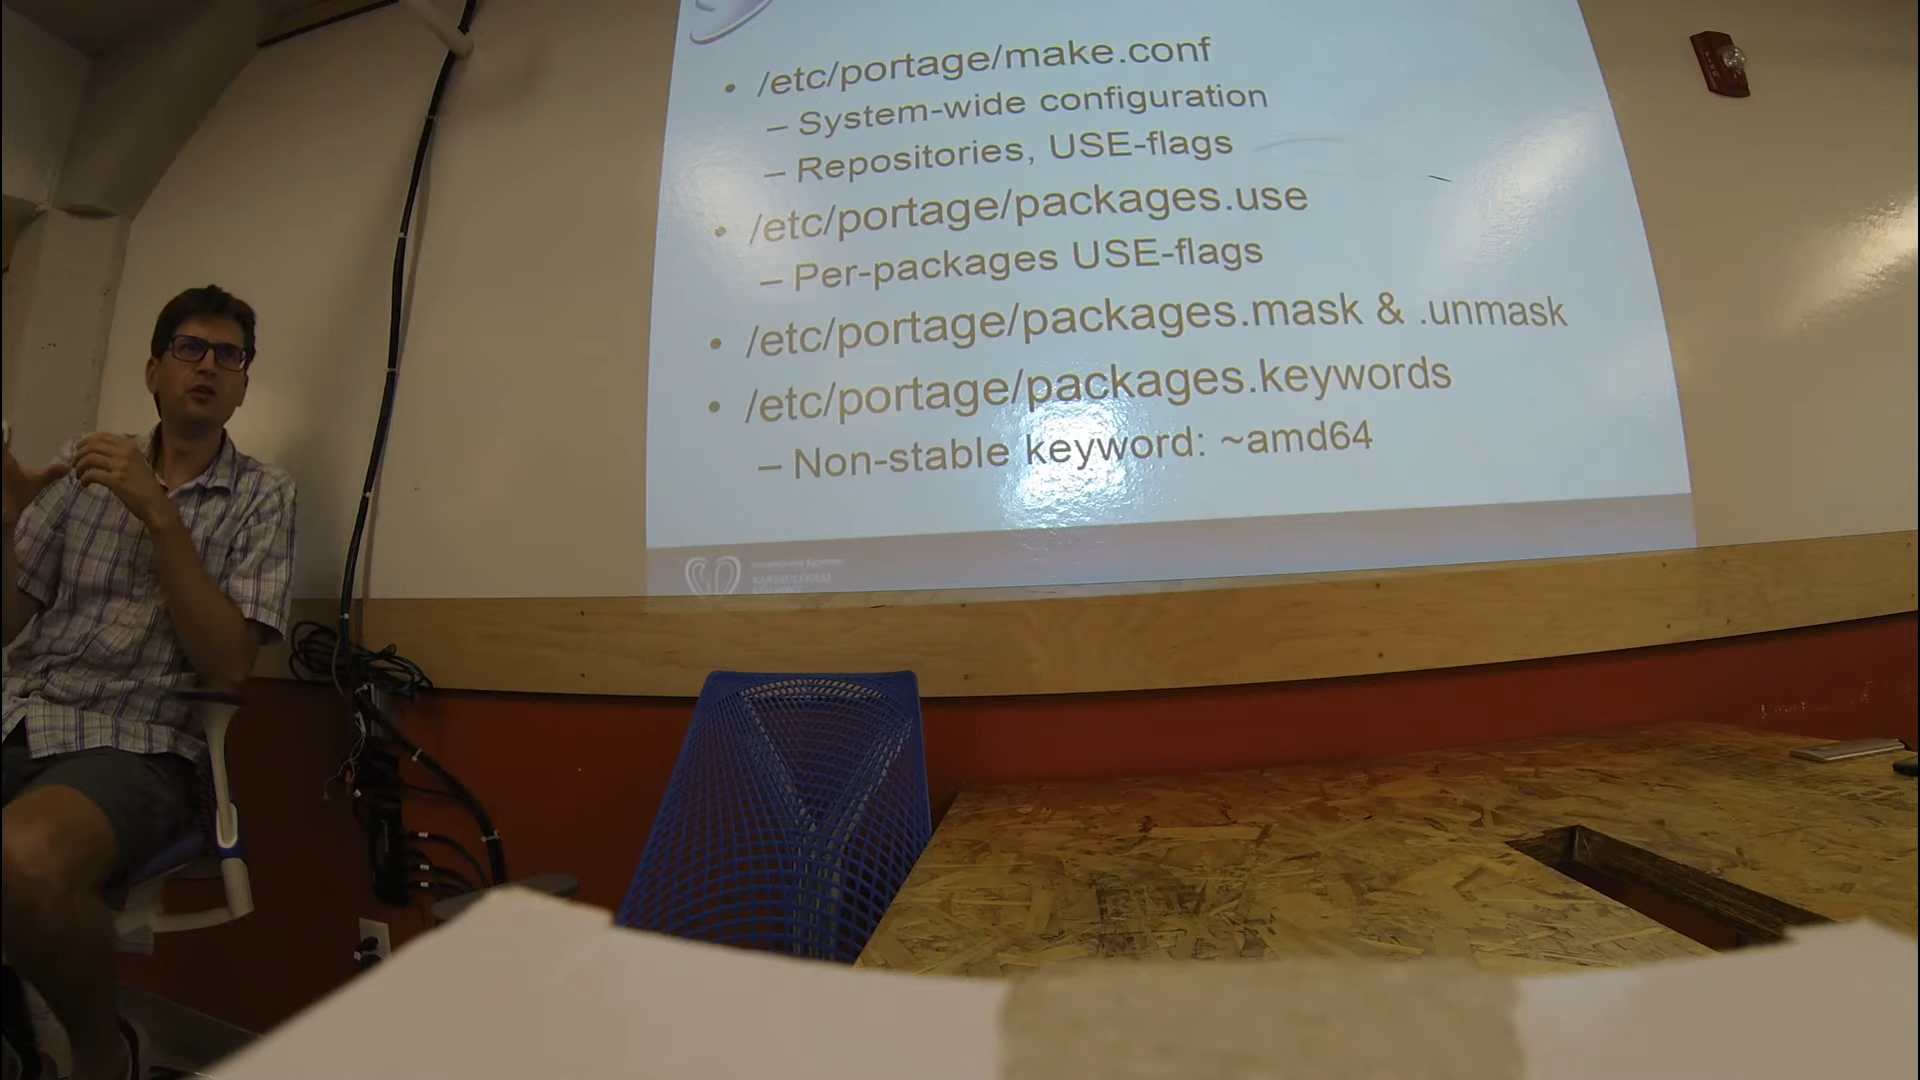 • /etc/portage/make.conf
– System-wide configuration
– Repositories, USE-flags
• /etc/portage/packages.use
– Per-packages USE-flags
• /etc/portage/packages.mask & .unmask
• /etc/portage/packages.keywords
– Non-stable keyword: ~amd64